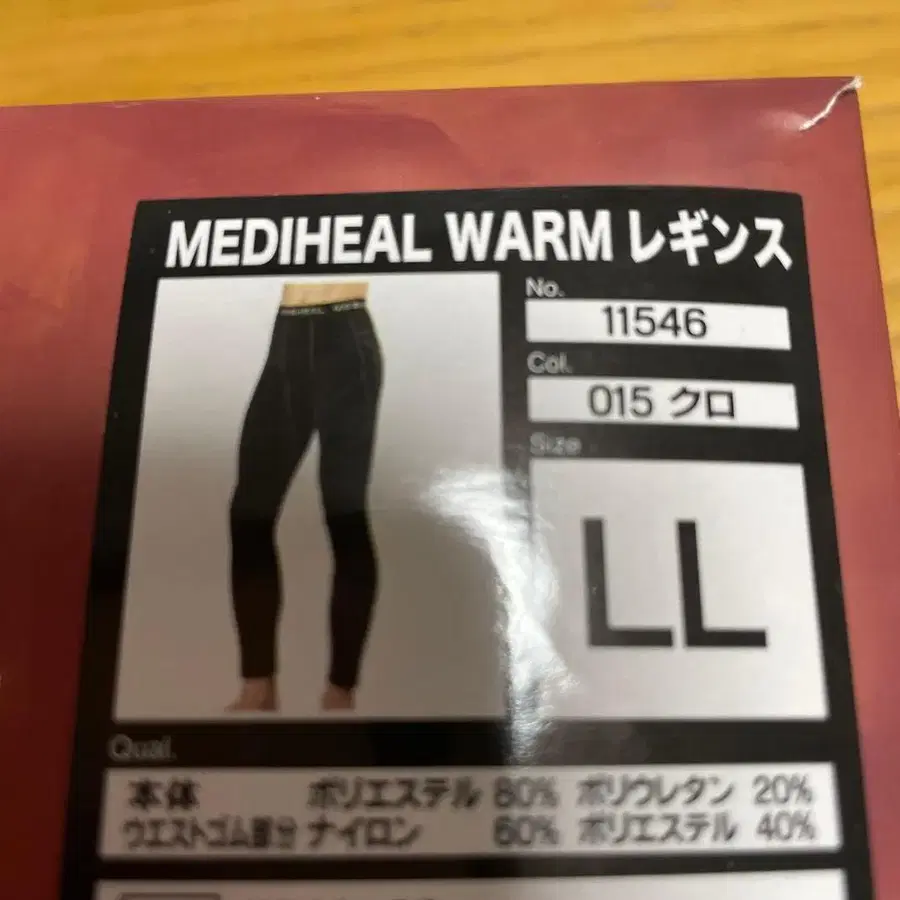 MEDIHEAL WARM レギンス
No.
11546
Col.
015 クロ
Size
LL
Qual.
本体 ポリエステル 80% ポリウレタン 20%
ウエストゴム部分 ナイロン 60% ポリエステル 40%